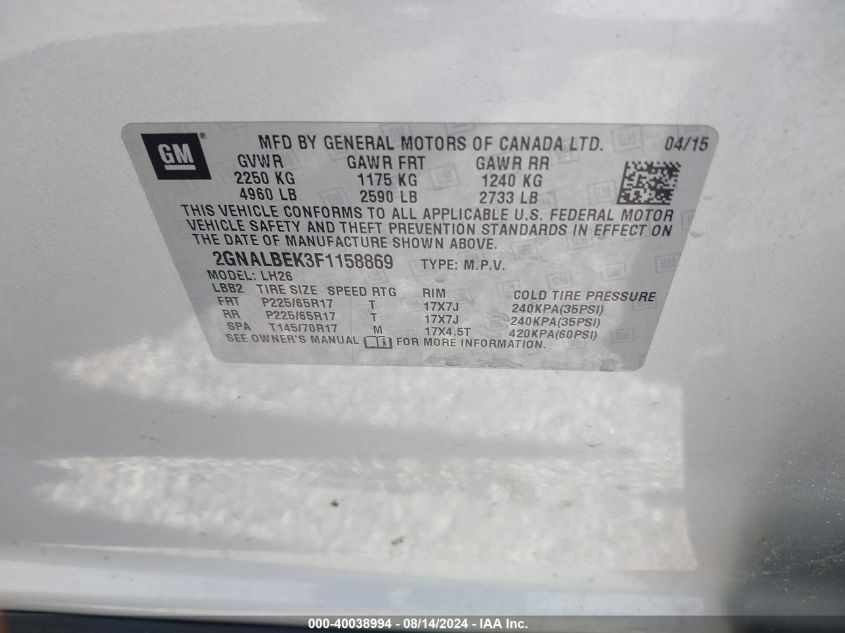 GM
MFD BY GENERAL MOTORS OF CANADA LTD. 04/15
GVWR GAWR FRT GAWR RR
2250 KG 1175 KG 1240 KG
4960 LB 2590 LB 2733 LB
THIS VEHICLE CONFORMS TO ALL APPLICABLE U.S. FEDERAL MOTOR
VEHICLE SAFETY AND THEFT PREVENTION STANDARDS IN EFFECT ON
THE DATE OF MANUFACTURE SHOWN ABOVE.
2GNALBEK3F1158869 TYPE: M.P.V.
MODEL: LH26
LBB2 TIRE SIZE SPEED RTG RIM COLD TIRE PRESSURE
FRT P225/65R17 T 17X7J 240KPA(35PSI)
RR P225/65R17 T 17X7J 240KPA(35PSI)
SPA T145/70R17 M 17X4.5T 420KPA(60PSI)
SEE OWNER'S MANUAL FOR MORE INFORMATION.
000-40038994 - 08/14/2024 - IAA Inc.